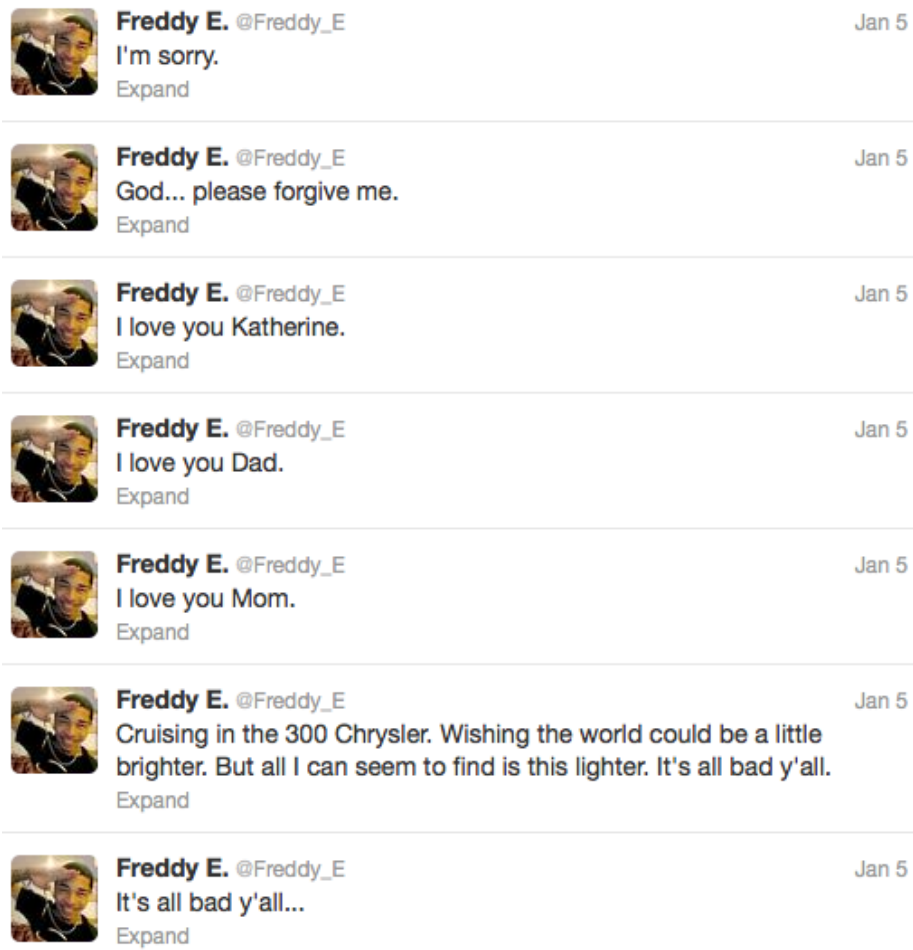 Freddy E. @Freddy_E Jan 5
I'm sorry.
Expand
Freddy E. @Freddy_E Jan 5
God... please forgive me.
Expand
Freddy E. @Freddy_E Jan 5
I love you Katherine.
Expand
Freddy E. @Freddy_E Jan 5
I love you Dad.
Expand
Freddy E. @Freddy_E Jan 5
I love you Mom.
Expand
Freddy E. @Freddy_E Jan 5
Cruising in the 300 Chrysler. Wishing the world could be a little
brighter. But all I can seem to find is this lighter. It's all bad y'all.
Expand
Freddy E. @Freddy_E Jan 5
It's all bad y'all...
Expand